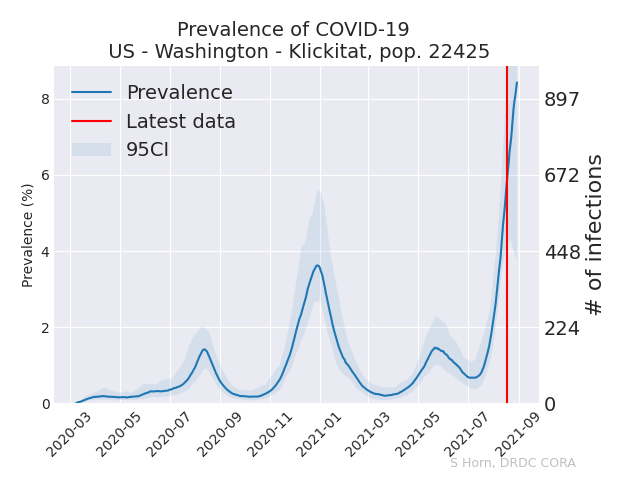 Prevalence of COVID-19
US - Washington - Klickitat, pop. 22425
Prevalence
Latest data
95CI
Prevalence (%)
8
6
4
2
0
897
672
448
224
0
# of infections
2020-03
2020-05
2020-07
2020-09
2020-11
2021-01
2021-03
2021-05
2021-07
2021-09
S Horn, DRDC CORA